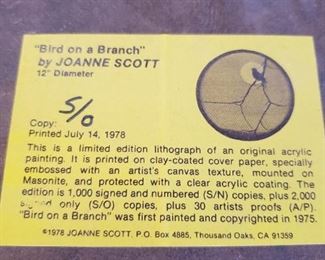 "Bird on a Branch"
by JOANNE SCOTT
12" Diameter
S/O
Copy:
Printed July 14, 1978
This is a limited edition lithograph of an original acrylic
painting. It is printed on clay-coated cover paper, specially
embossed with an artist's canvas texture, mounted on
Masonite, and protected with a clear acrylic coating. The
edition is 1,000 signed and numbered (S/N) copies, plus 2,000
signed only (S/O) copies, plus 30 artists proofs (A/P).
"Bird on a Branch" was first painted and copyrighted in 1975.
©1978 JOANNE SCOTT, P.O. Box 4885, Thousand Oaks, CA 91359